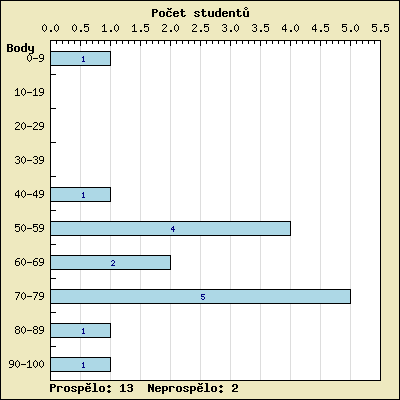 Počet studentů
0.0 0.5 1.0 1.5 2.0 2.5 3.0 3.5 4.0 4.5 5.0 5.5
Body
0-9 1
10-19
20-29
30-39
40-49 1
50-59 4
60-69 2
70-79 5
80-89 1
90-100 1
Prospělo: 13 Neprospělo: 2